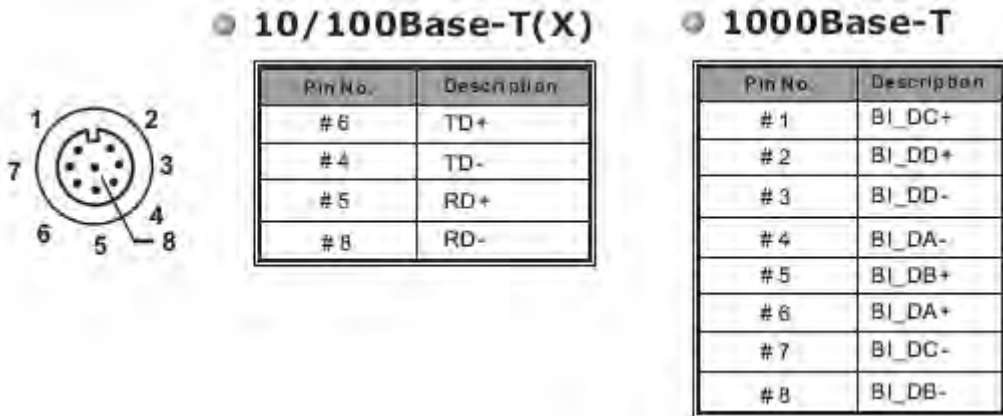 10/100Base-T(X)
Pin No. Description
#6 TD+
#4 TD-
#5 RD+
#8 RD-
1000Base-T
Pin No. Description
#1 BI_DC+
#2 BI_DD+
#3 BI_DD-
#4 BI_DA-
#5 BI_DB+
#6 BI_DA+
#7 BI_DC-
#8 BI_DB-
1 2
7 3
4
6 5 8